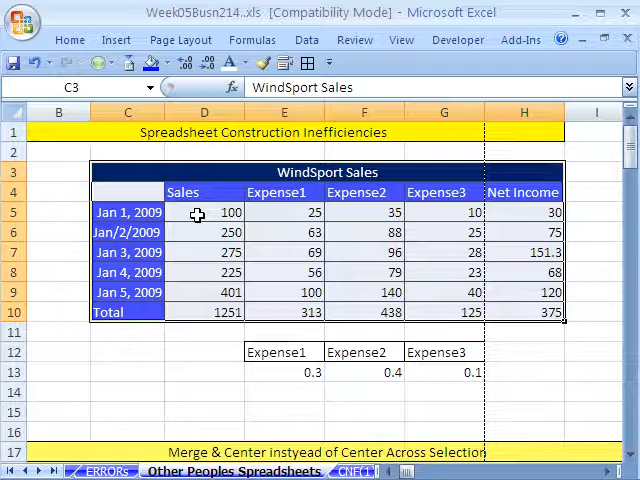 Week05Busn214..xls [Compatibility Mode] - Microsoft Excel
Home Insert Page Layout Formulas Data Review View Developer Add-Ins
C3 fx WindSport Sales
B C D E F G H I
1 Spreadsheet Construction Inefficiencies
2
3 WindSport Sales
4 Sales Expense1 Expense2 Expense3 Net Income
5 Jan 1, 2009 100 25 35 10 30
6 Jan/2/2009 250 63 88 25 75
7 Jan 3, 2009 275 69 96 28 151.3
8 Jan 4, 2009 225 56 79 23 68
9 Jan 5, 2009 401 100 140 40 120
10 Total 1251 313 438 125 375
11
12 Expense1 Expense2 Expense3
13 0.3 0.4 0.1
14
15
16
17 Merge & Center instyead of Center Across Selection
ERRORs Other Peoples Spreadsheets CNF(1